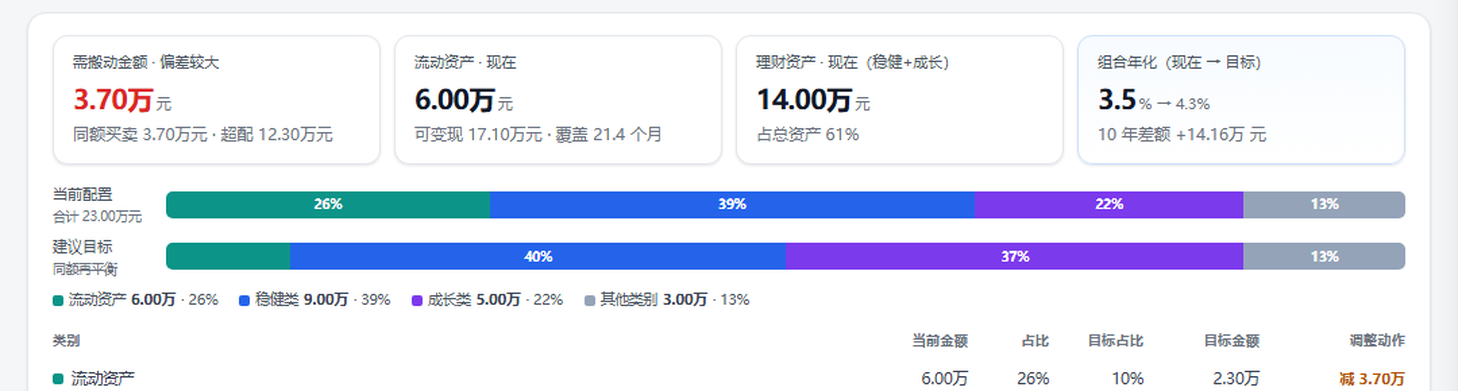 需搬动金额 · 偏差较大
3.70万元
同额买卖 3.70万元 · 超配 12.30万元
流动资产 · 现在
6.00万元
可变现 17.10万元 · 覆盖 21.4 个月
理财资产 · 现在（稳健+成长）
14.00万元
占总资产 61%
组合年化（现在 → 目标）
3.5% → 4.3%
10 年差额 +14.16万 元
当前配置
合计 23.00万元
26% 39% 22% 13%
建议目标
同额再平衡
40% 37% 13%
流动资产 6.00万 · 26% 稳健类 9.00万 · 39% 成长类 5.00万 · 22% 其他类别 3.00万 · 13%
类别 当前金额 占比 目标占比 目标金额 调整动作
流动资产 6.00万 26% 10% 2.30万 减 3.70万